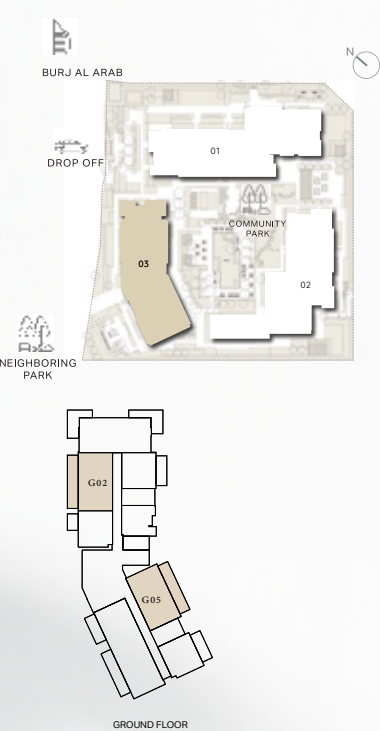 N
BURJ AL ARAB
01
DROP OFF
COMMUNITY
PARK
03
02
NEIGHBORING
PARK
G02
G05
GROUND FLOOR